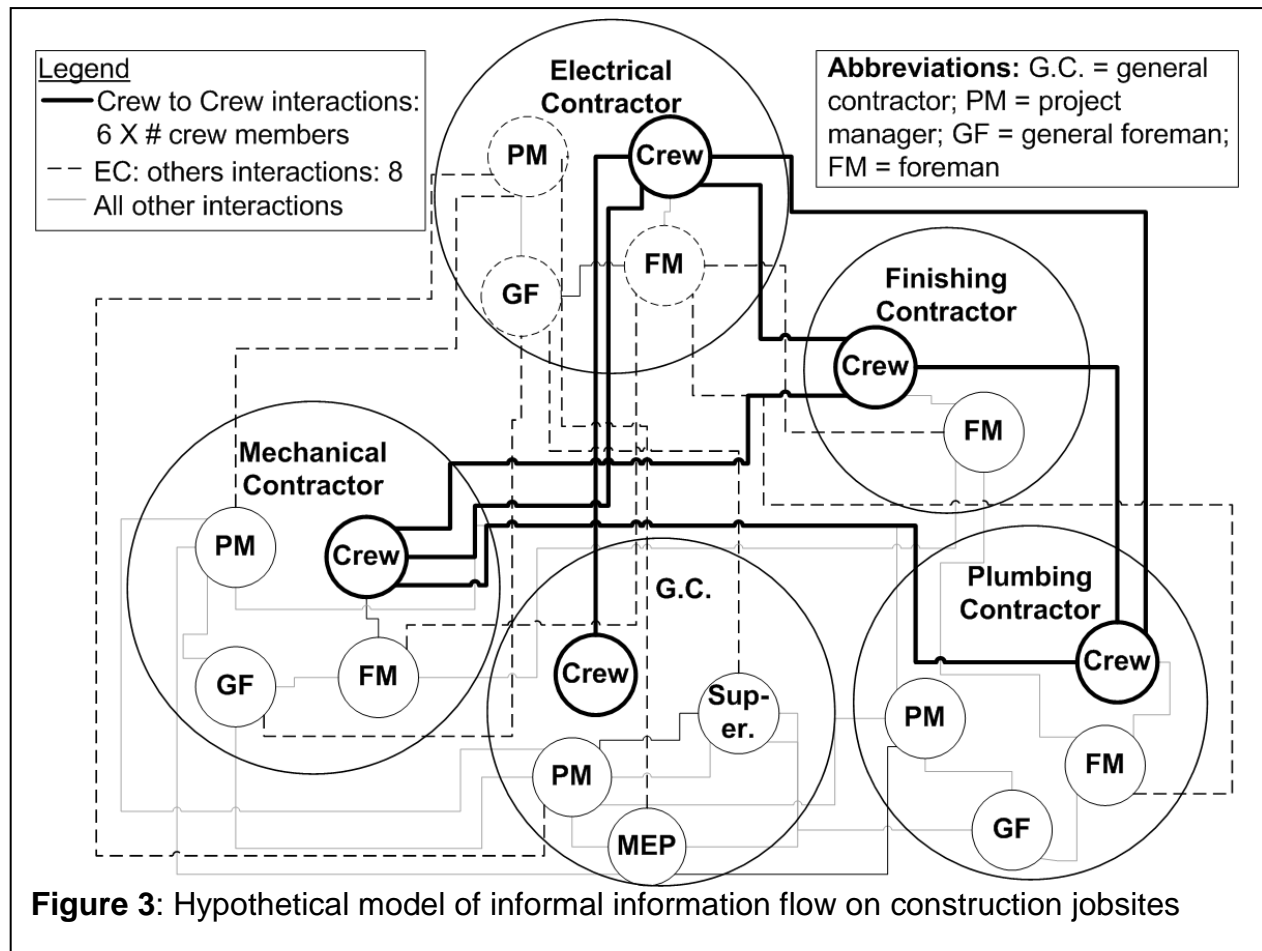 Legend
Crew to Crew interactions:
6 X # crew members
EC: others interactions: 8
All other interactions
Abbreviations: G.C. = general
contractor; PM = project
manager; GF = general foreman;
FM = foreman
Electrical
Contractor
PM
Crew
GF
FM
Finishing
Contractor
Crew
FM
Mechanical
Contractor
PM
Crew
GF
FM
G.C.
Crew
Sup-
er.
PM
MEP
Plumbing
Contractor
Crew
PM
FM
GF
Figure 3: Hypothetical model of informal information flow on construction jobsites